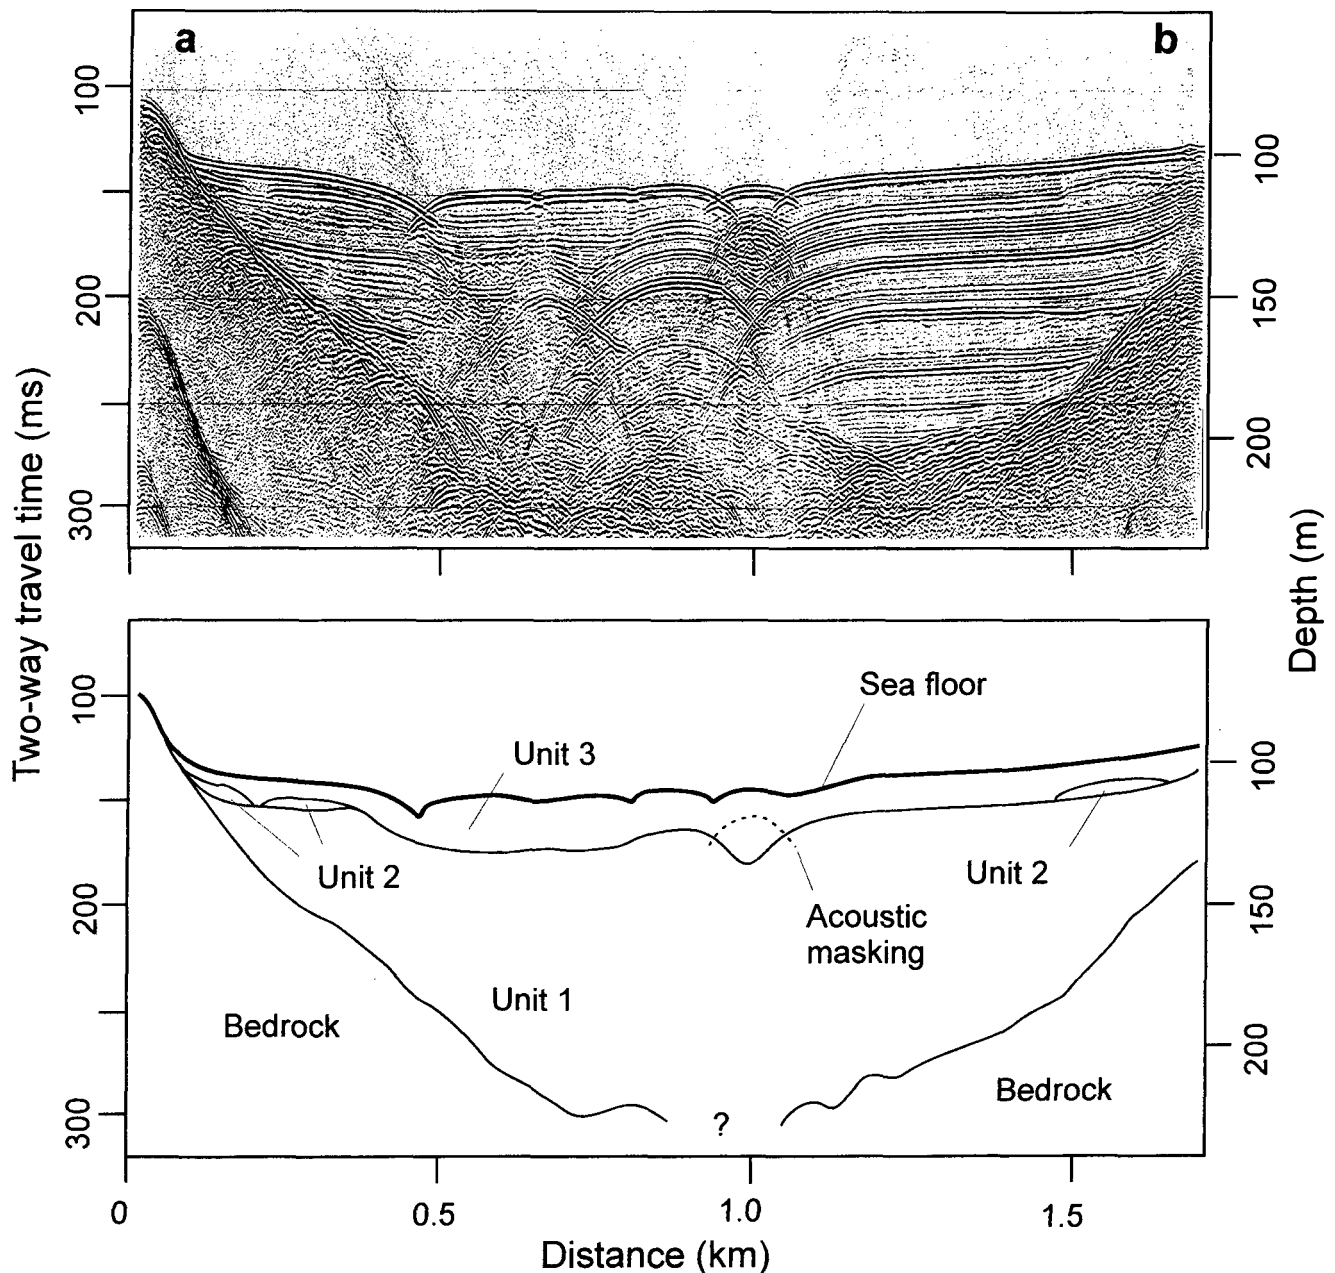 a
b
100
200
300
100
150
200
Two-way travel time (ms)
Depth (m)
Sea floor
Unit 3
Unit 2
Unit 2
Acoustic
masking
Unit 1
Bedrock
Bedrock
?
100
200
300
100
150
200
0
0.5
1.0
1.5
Distance (km)